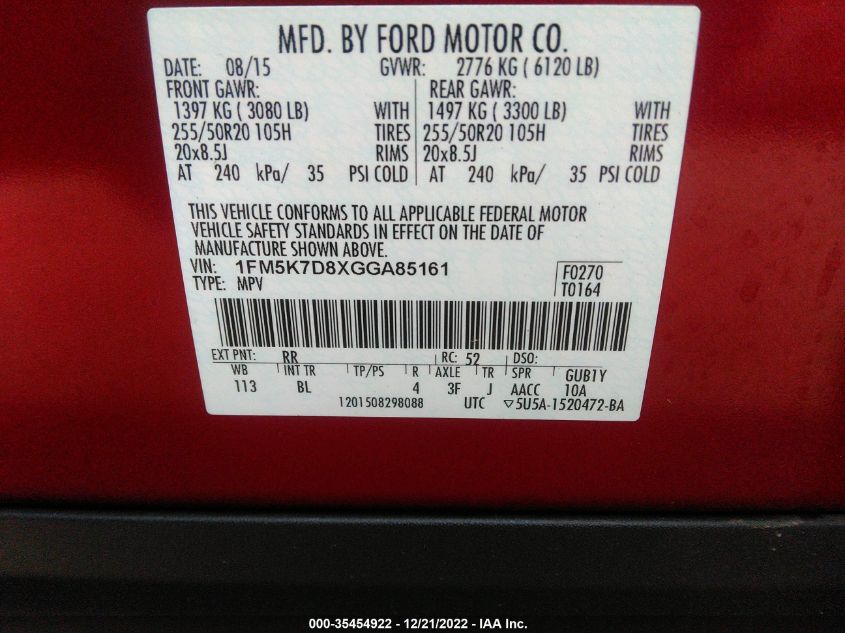 MFD. BY FORD MOTOR CO.
DATE: 08/15 GVWR: 2776 KG ( 6120 LB)
FRONT GAWR: REAR GAWR:
1397 KG ( 3080 LB) WITH 1497 KG ( 3300 LB) WITH
255/50R20 105H TIRES 255/50R20 105H TIRES
20x8.5J RIMS 20x8.5J RIMS
AT 240 kPa/ 35 PSI COLD AT 240 kPa/ 35 PSI COLD
THIS VEHICLE CONFORMS TO ALL APPLICABLE FEDERAL MOTOR
VEHICLE SAFETY STANDARDS IN EFFECT ON THE DATE OF
MANUFACTURE SHOWN ABOVE.
VIN: 1FM5K7D8XGGA85161 F0270
TYPE: MPV T0164
EXT PNT: RR RC: 52 DSO:
WB INT TR TP/PS R AXLE TR SPR GUB1Y
113 BL 4 3F J AACC 10A
1201508298088 UTC ▽5U5A-1520472-BA
000-35454922 - 12/21/2022 - IAA Inc.